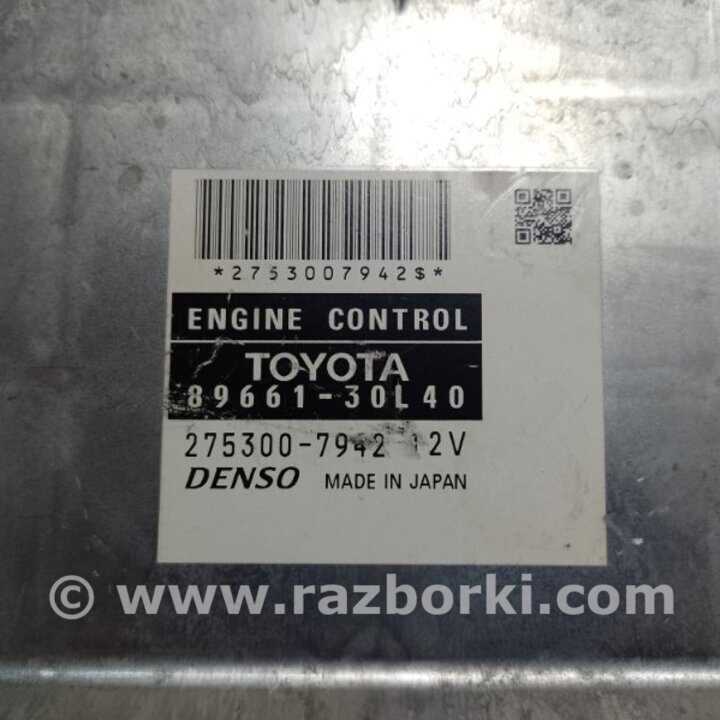 *2753007942$*
ENGINE CONTROL
TOYOTA
89661-30L40
275300-7942 12V
DENSO MADE IN JAPAN
© www.razborki.com